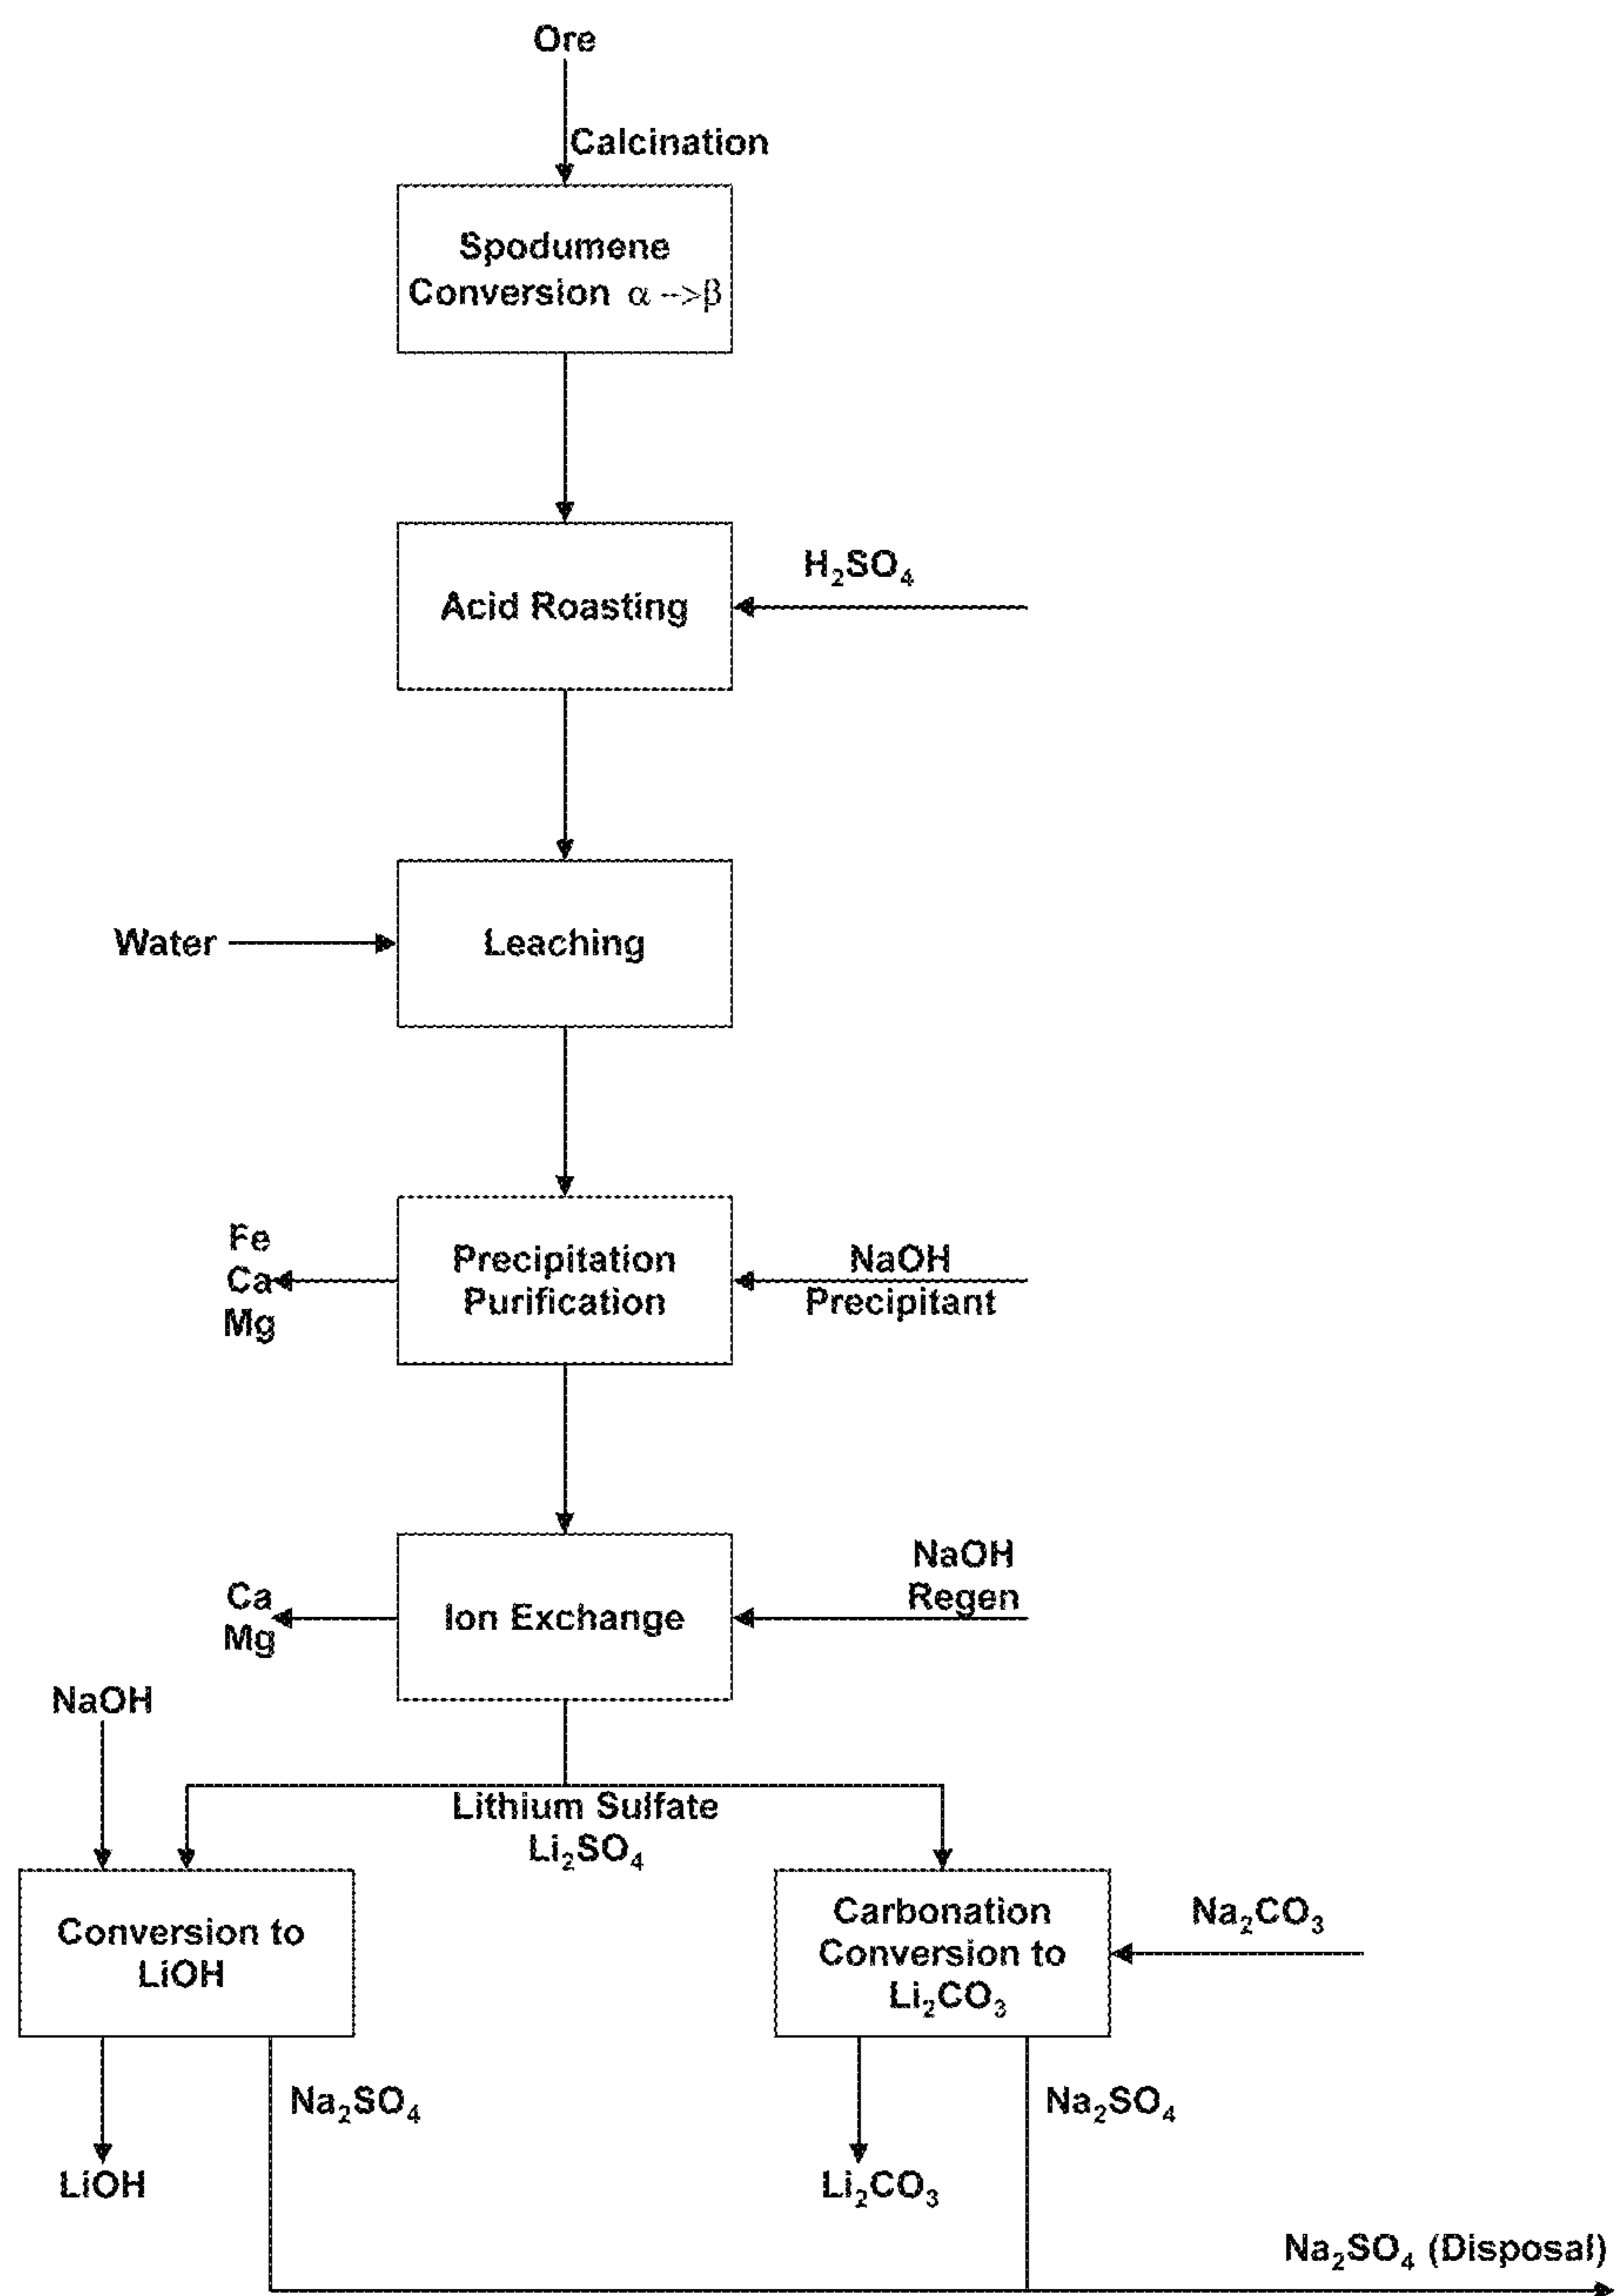 Ore
Calcination
Spodumene
Conversion α -->β
H₂SO₄
Acid Roasting
Water
Leaching
Fe
Ca
Mg
Precipitation
Purification
NaOH
Precipitant
Ca
Mg
Ion Exchange
NaOH
Regen
NaOH
Lithium Sulfate
Li₂SO₄
Conversion to
LiOH
Carbonation
Conversion to
Li₂CO₃
Na₂CO₃
Na₂SO₄
Na₂SO₄
LiOH
Li₂CO₃
Na₂SO₄ (Disposal)